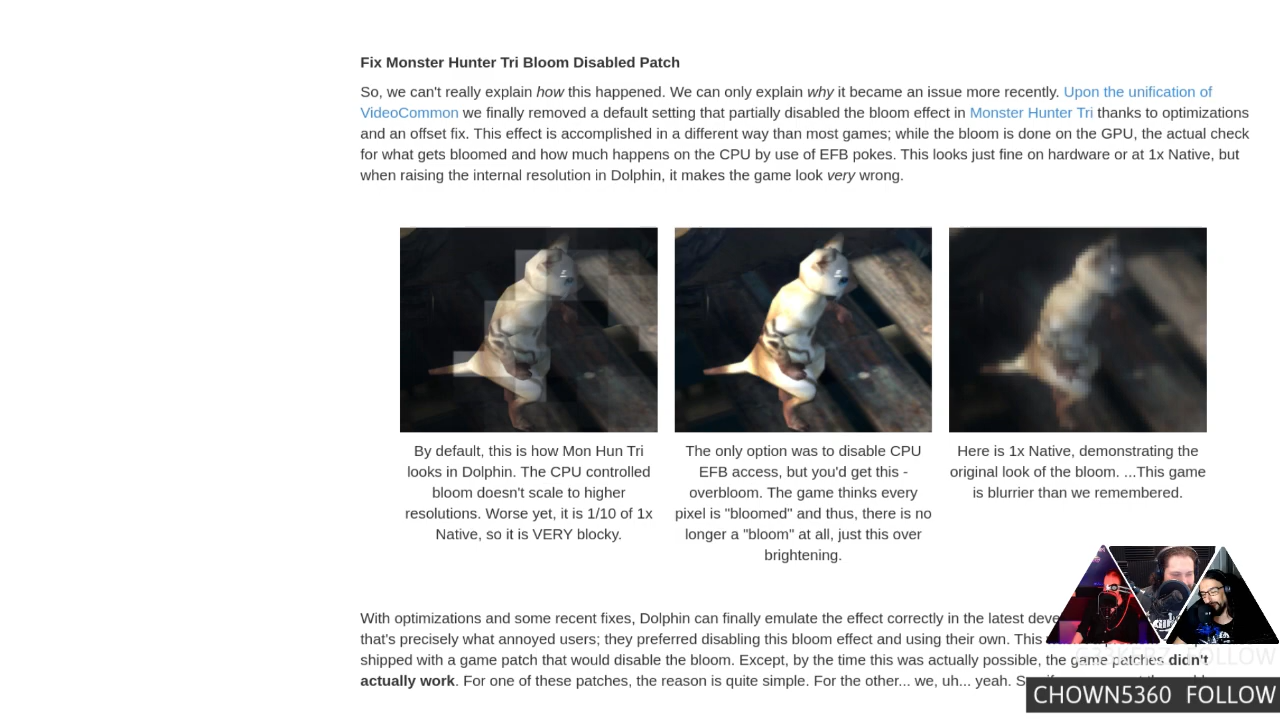 Fix Monster Hunter Tri Bloom Disabled Patch
So, we can't really explain how this happened. We can only explain why it became an issue more recently. Upon the unification of
VideoCommon we finally removed a default setting that partially disabled the bloom effect in Monster Hunter Tri thanks to optimizations
and an offset fix. This effect is accomplished in a different way than most games; while the bloom is done on the GPU, the actual check
for what gets bloomed and how much happens on the CPU by use of EFB pokes. This looks just fine on hardware or at 1x Native, but
when raising the internal resolution in Dolphin, it makes the game look very wrong.
By default, this is how Mon Hun Tri
looks in Dolphin. The CPU controlled
bloom doesn't scale to higher
resolutions. Worse yet, it is 1/10 of 1x
Native, so it is VERY blocky.
The only option was to disable CPU
EFB access, but you'd get this -
overbloom. The game thinks every
pixel is "bloomed" and thus, there is no
longer a "bloom" at all, just this over
brightening.
Here is 1x Native, demonstrating the
original look of the bloom. ...This game
is blurrier than we remembered.
With optimizations and some recent fixes, Dolphin can finally emulate the effect correctly in the latest
that's precisely what annoyed users; they preferred disabling this bloom effect and using their own. This
shipped with a game patch that would disable the bloom. Except, by the time this was actually possible, the game patches didn't
actually work. For one of these patches, the reason is quite simple. For the other... we, uh... yeah.
FOLLOW
CHOWN5360 FOLLOW